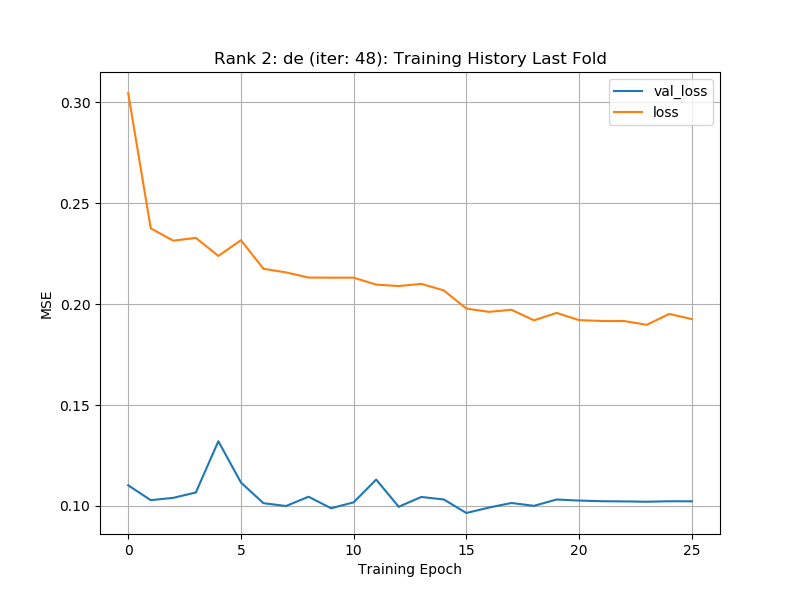 Rank 2: de (iter: 48): Training History Last Fold
val_loss
loss
0.30
0.25
0.20
0.15
0.10
MSE
0 5 10 15 20 25
Training Epoch